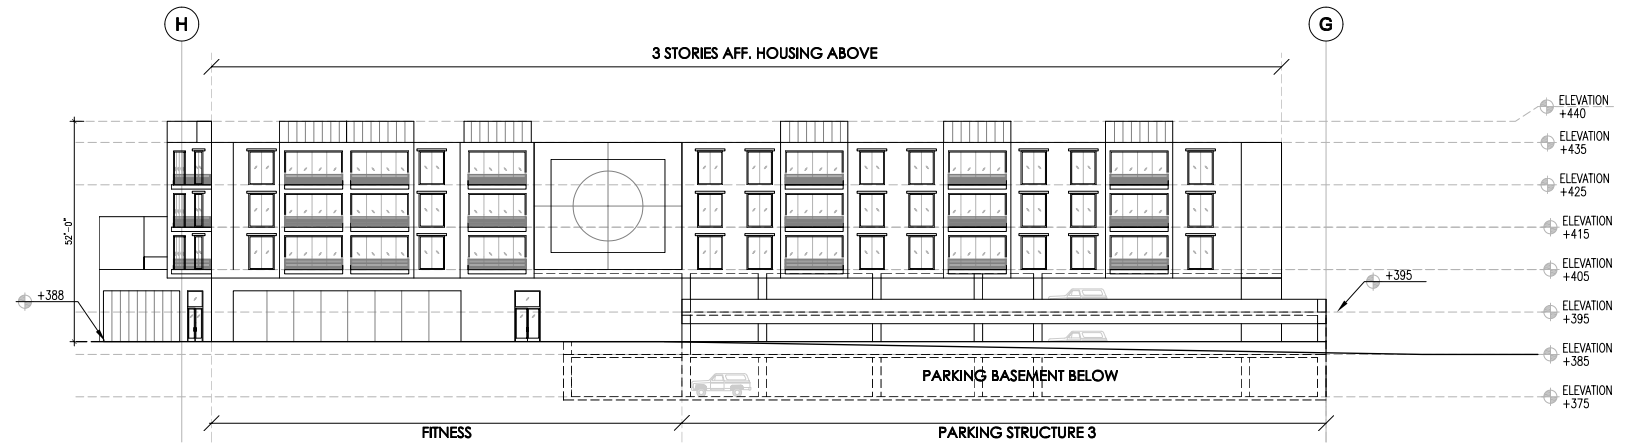 H
G
3 STORIES AFF. HOUSING ABOVE
ELEVATION
+440
ELEVATION
+435
ELEVATION
+425
52'-0"
ELEVATION
+415
ELEVATION
+405
+395
+388
ELEVATION
+395
ELEVATION
+385
PARKING BASEMENT BELOW
ELEVATION
+375
FITNESS
PARKING STRUCTURE 3